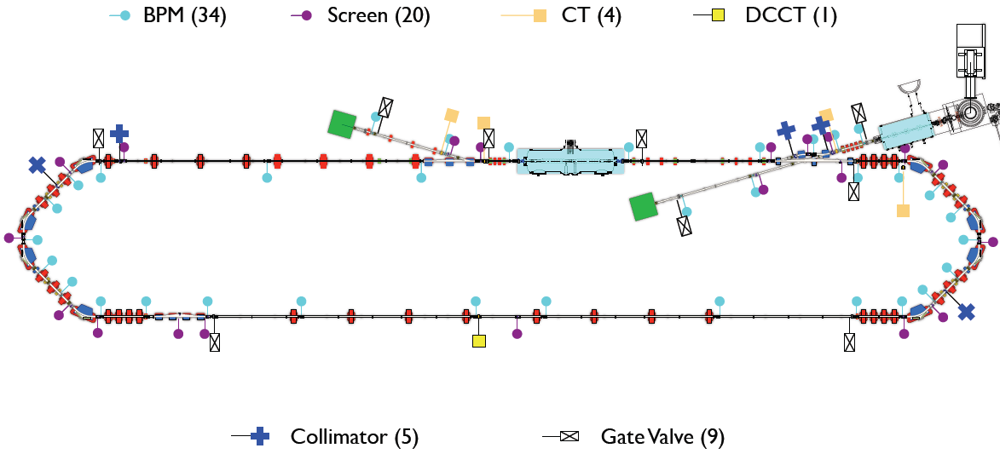 BPM (34) Screen (20) CT (4) DCCT (1)
Collimator (5) Gate Valve (9)